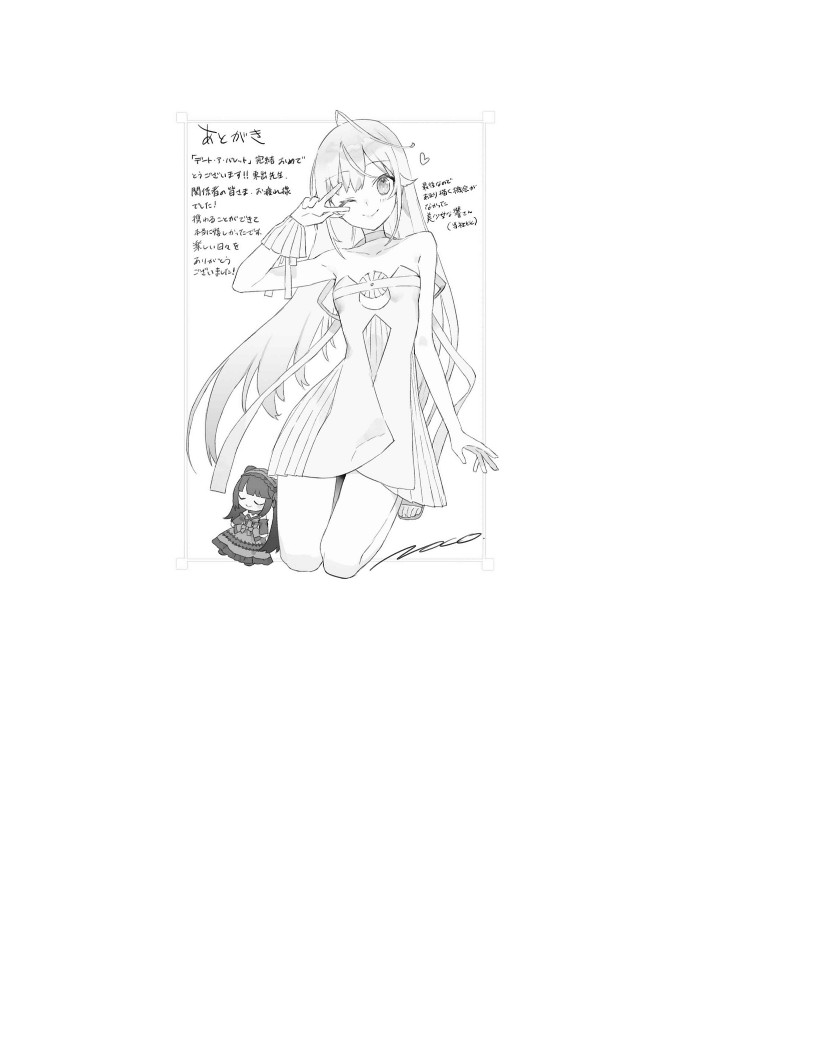 あとがき
「デート・ア・バレット」完結 おめで
とうございます!! 東出先生、
関係者の皆さま、お疲れ様
でした!
携わることができて
本当に嬉しかったです。
楽しい日々を
ありがとう
ございました!
最後なので
あまり描く機会が
なかった
美少女な響さん
NOCO